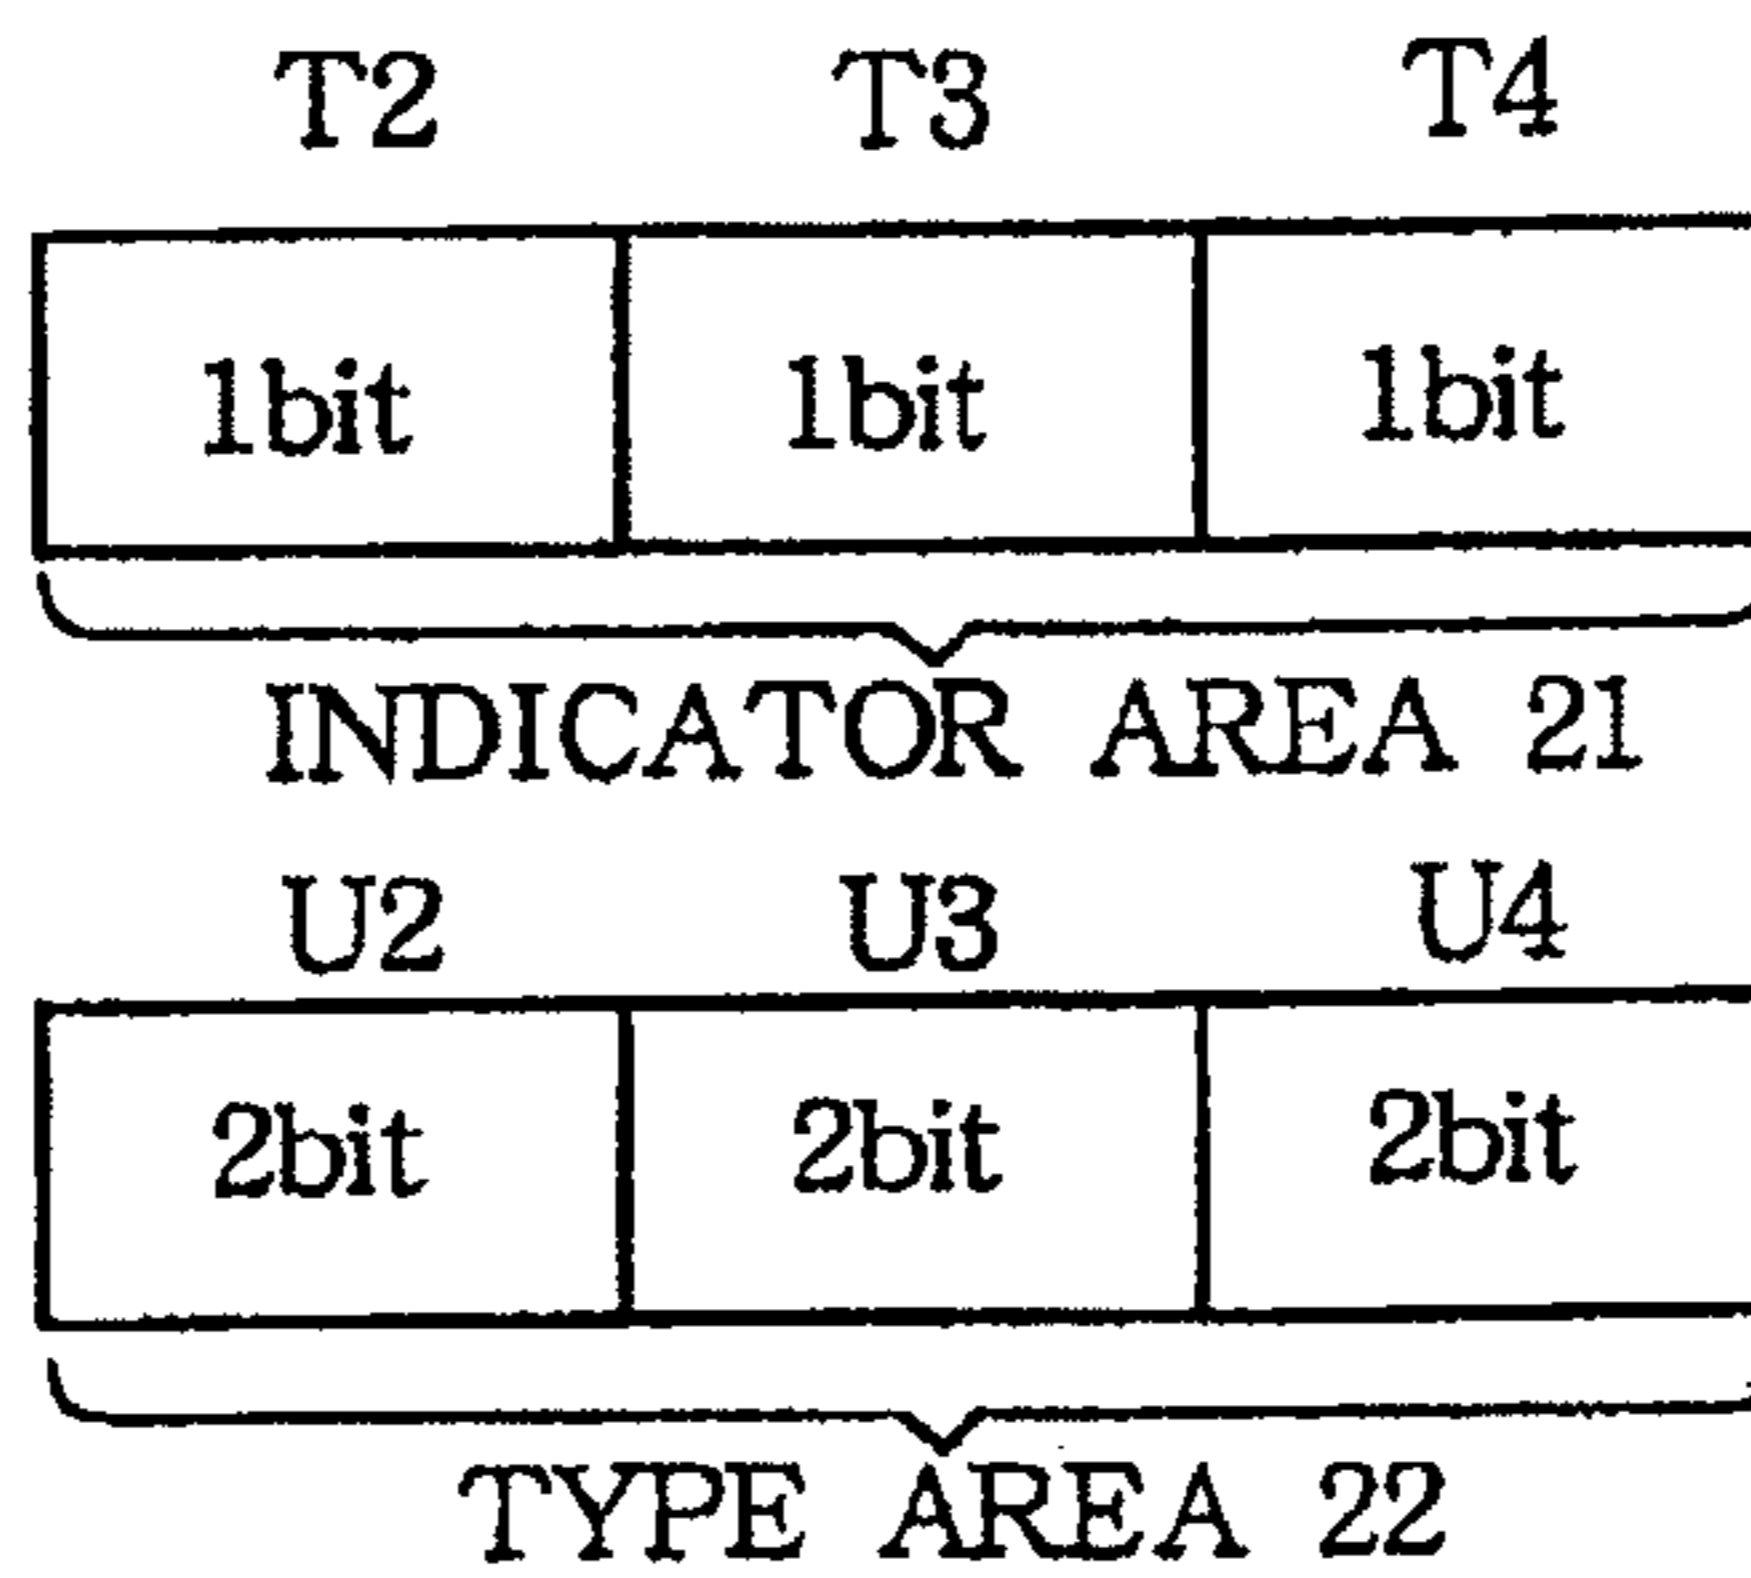 T2 T3 T4
1bit 1bit 1bit
INDICATOR AREA 21
U2 U3 U4
2bit 2bit 2bit
TYPE AREA 22